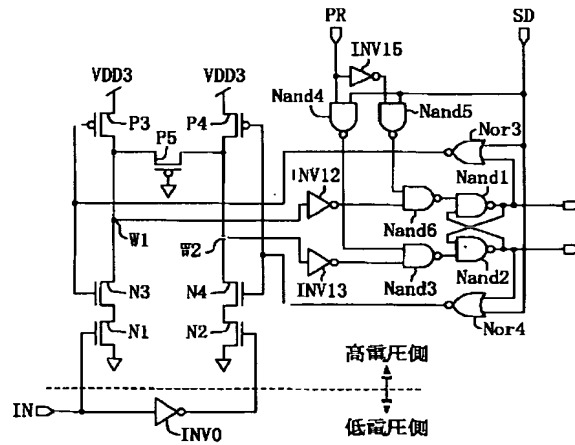 PR
SD
INV15
VDD3
VDD3
Nand4
Nand5
P3
P4
P5
Nor3
Nand1
INV12
Nand6
W1
W2
Nand2
N3
N4
INV13
Nand3
N1
N2
Nor4
高電圧側
IN
低電圧側
INV0